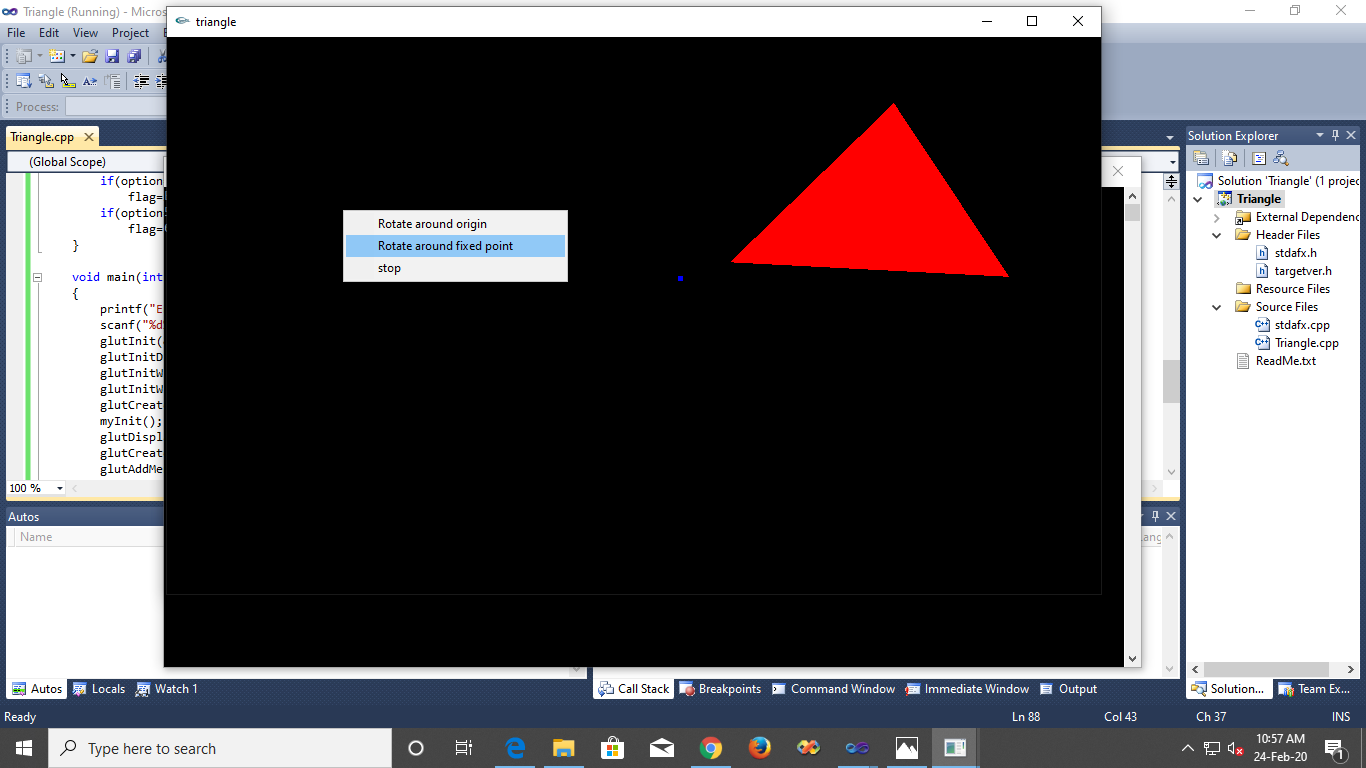 Triangle (Running) - Micros
triangle
File Edit View Project
Process:
Triangle.cpp
(Global Scope)
if(option
flag=
if(option
flag=
}
void main(int
{
printf("E
scanf("%d
glutInit(
glutInitD
glutInitW
glutInitW
glutCreat
myInit();
glutDispl
glutCreat
glutAddMe
100 %
Rotate around origin
Rotate around fixed point
stop
Solution Explorer
Solution 'Triangle' (1 projec
Triangle
External Dependenc
Header Files
stdafx.h
targetver.h
Resource Files
Source Files
stdafx.cpp
Triangle.cpp
ReadMe.txt
Autos
Name
ang
Autos Locals Watch 1
Call Stack Breakpoints Command Window Immediate Window Output
Solution... Team Ex...
Ready Ln 88 Col 43 Ch 37 INS
Type here to search
10:57 AM
24-Feb-20
1